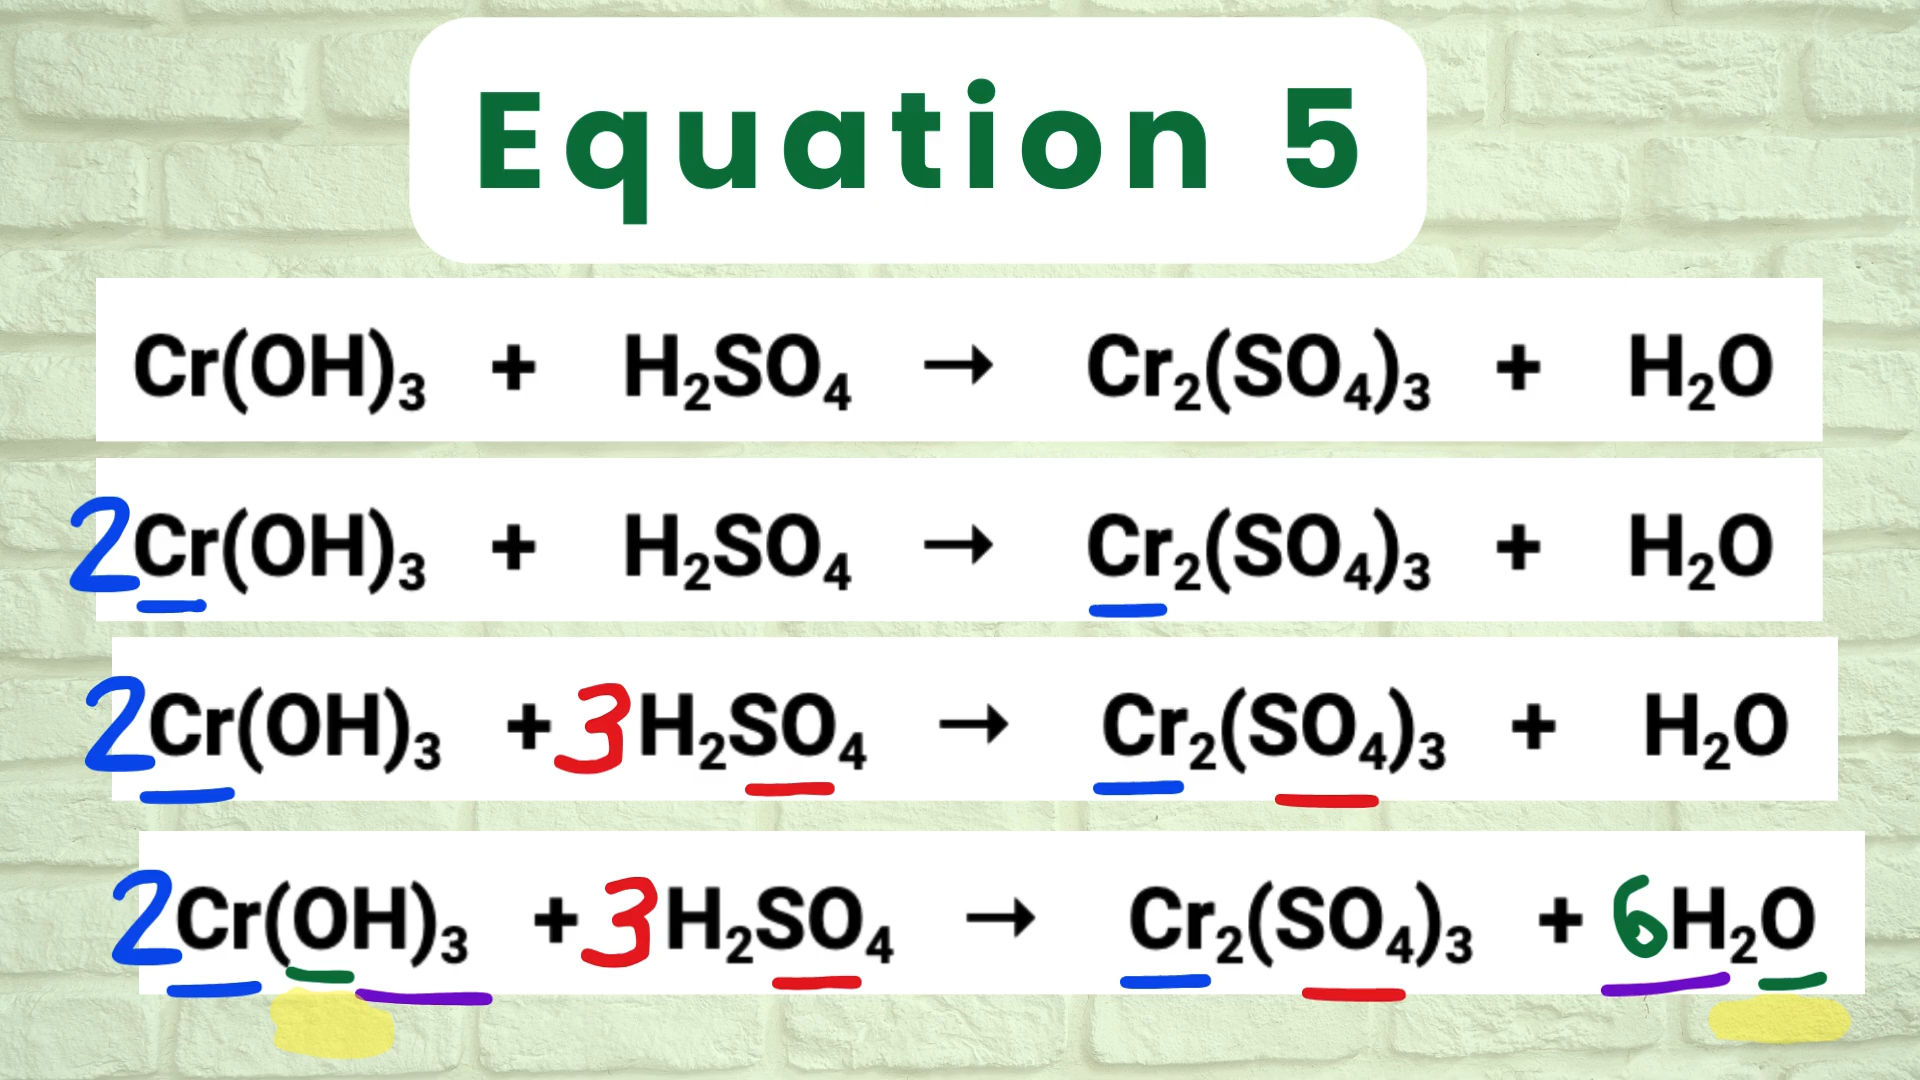 Equation 5
Cr(OH)₃ + H₂SO₄ → Cr₂(SO₄)₃ + H₂O
2Cr(OH)₃ + H₂SO₄ → Cr₂(SO₄)₃ + H₂O
2Cr(OH)₃ + 3H₂SO₄ → Cr₂(SO₄)₃ + H₂O
2Cr(OH)₃ + 3H₂SO₄ → Cr₂(SO₄)₃ + 6H₂O